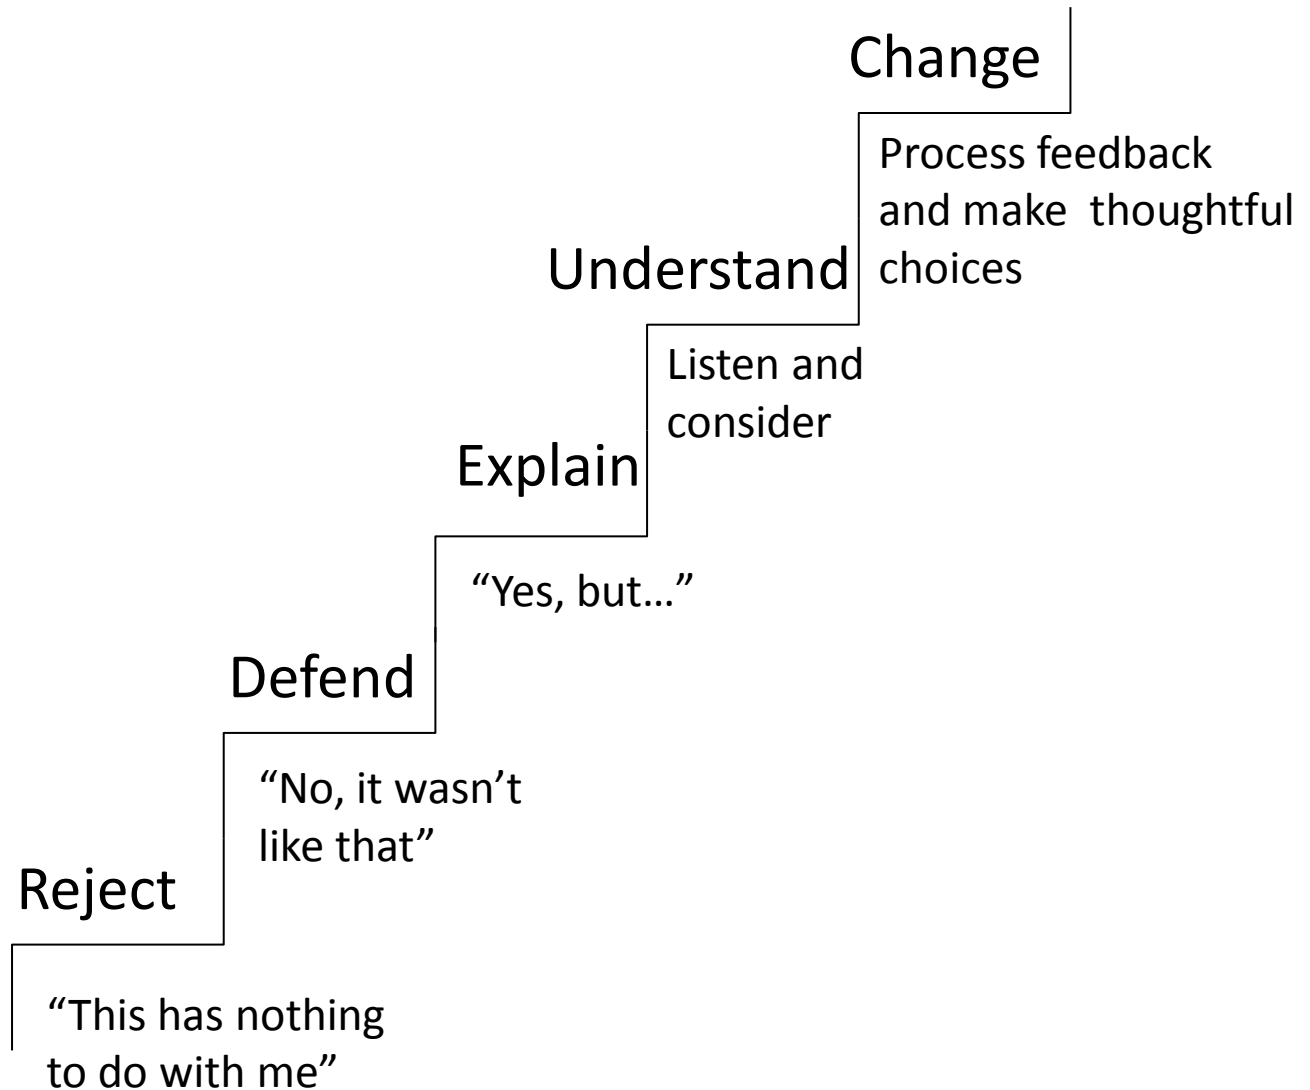 Change
Process feedback
and make thoughtful
choices
Understand
Listen and
consider
Explain
“Yes, but…”
Defend
“No, it wasn’t
like that”
Reject
“This has nothing
to do with me”